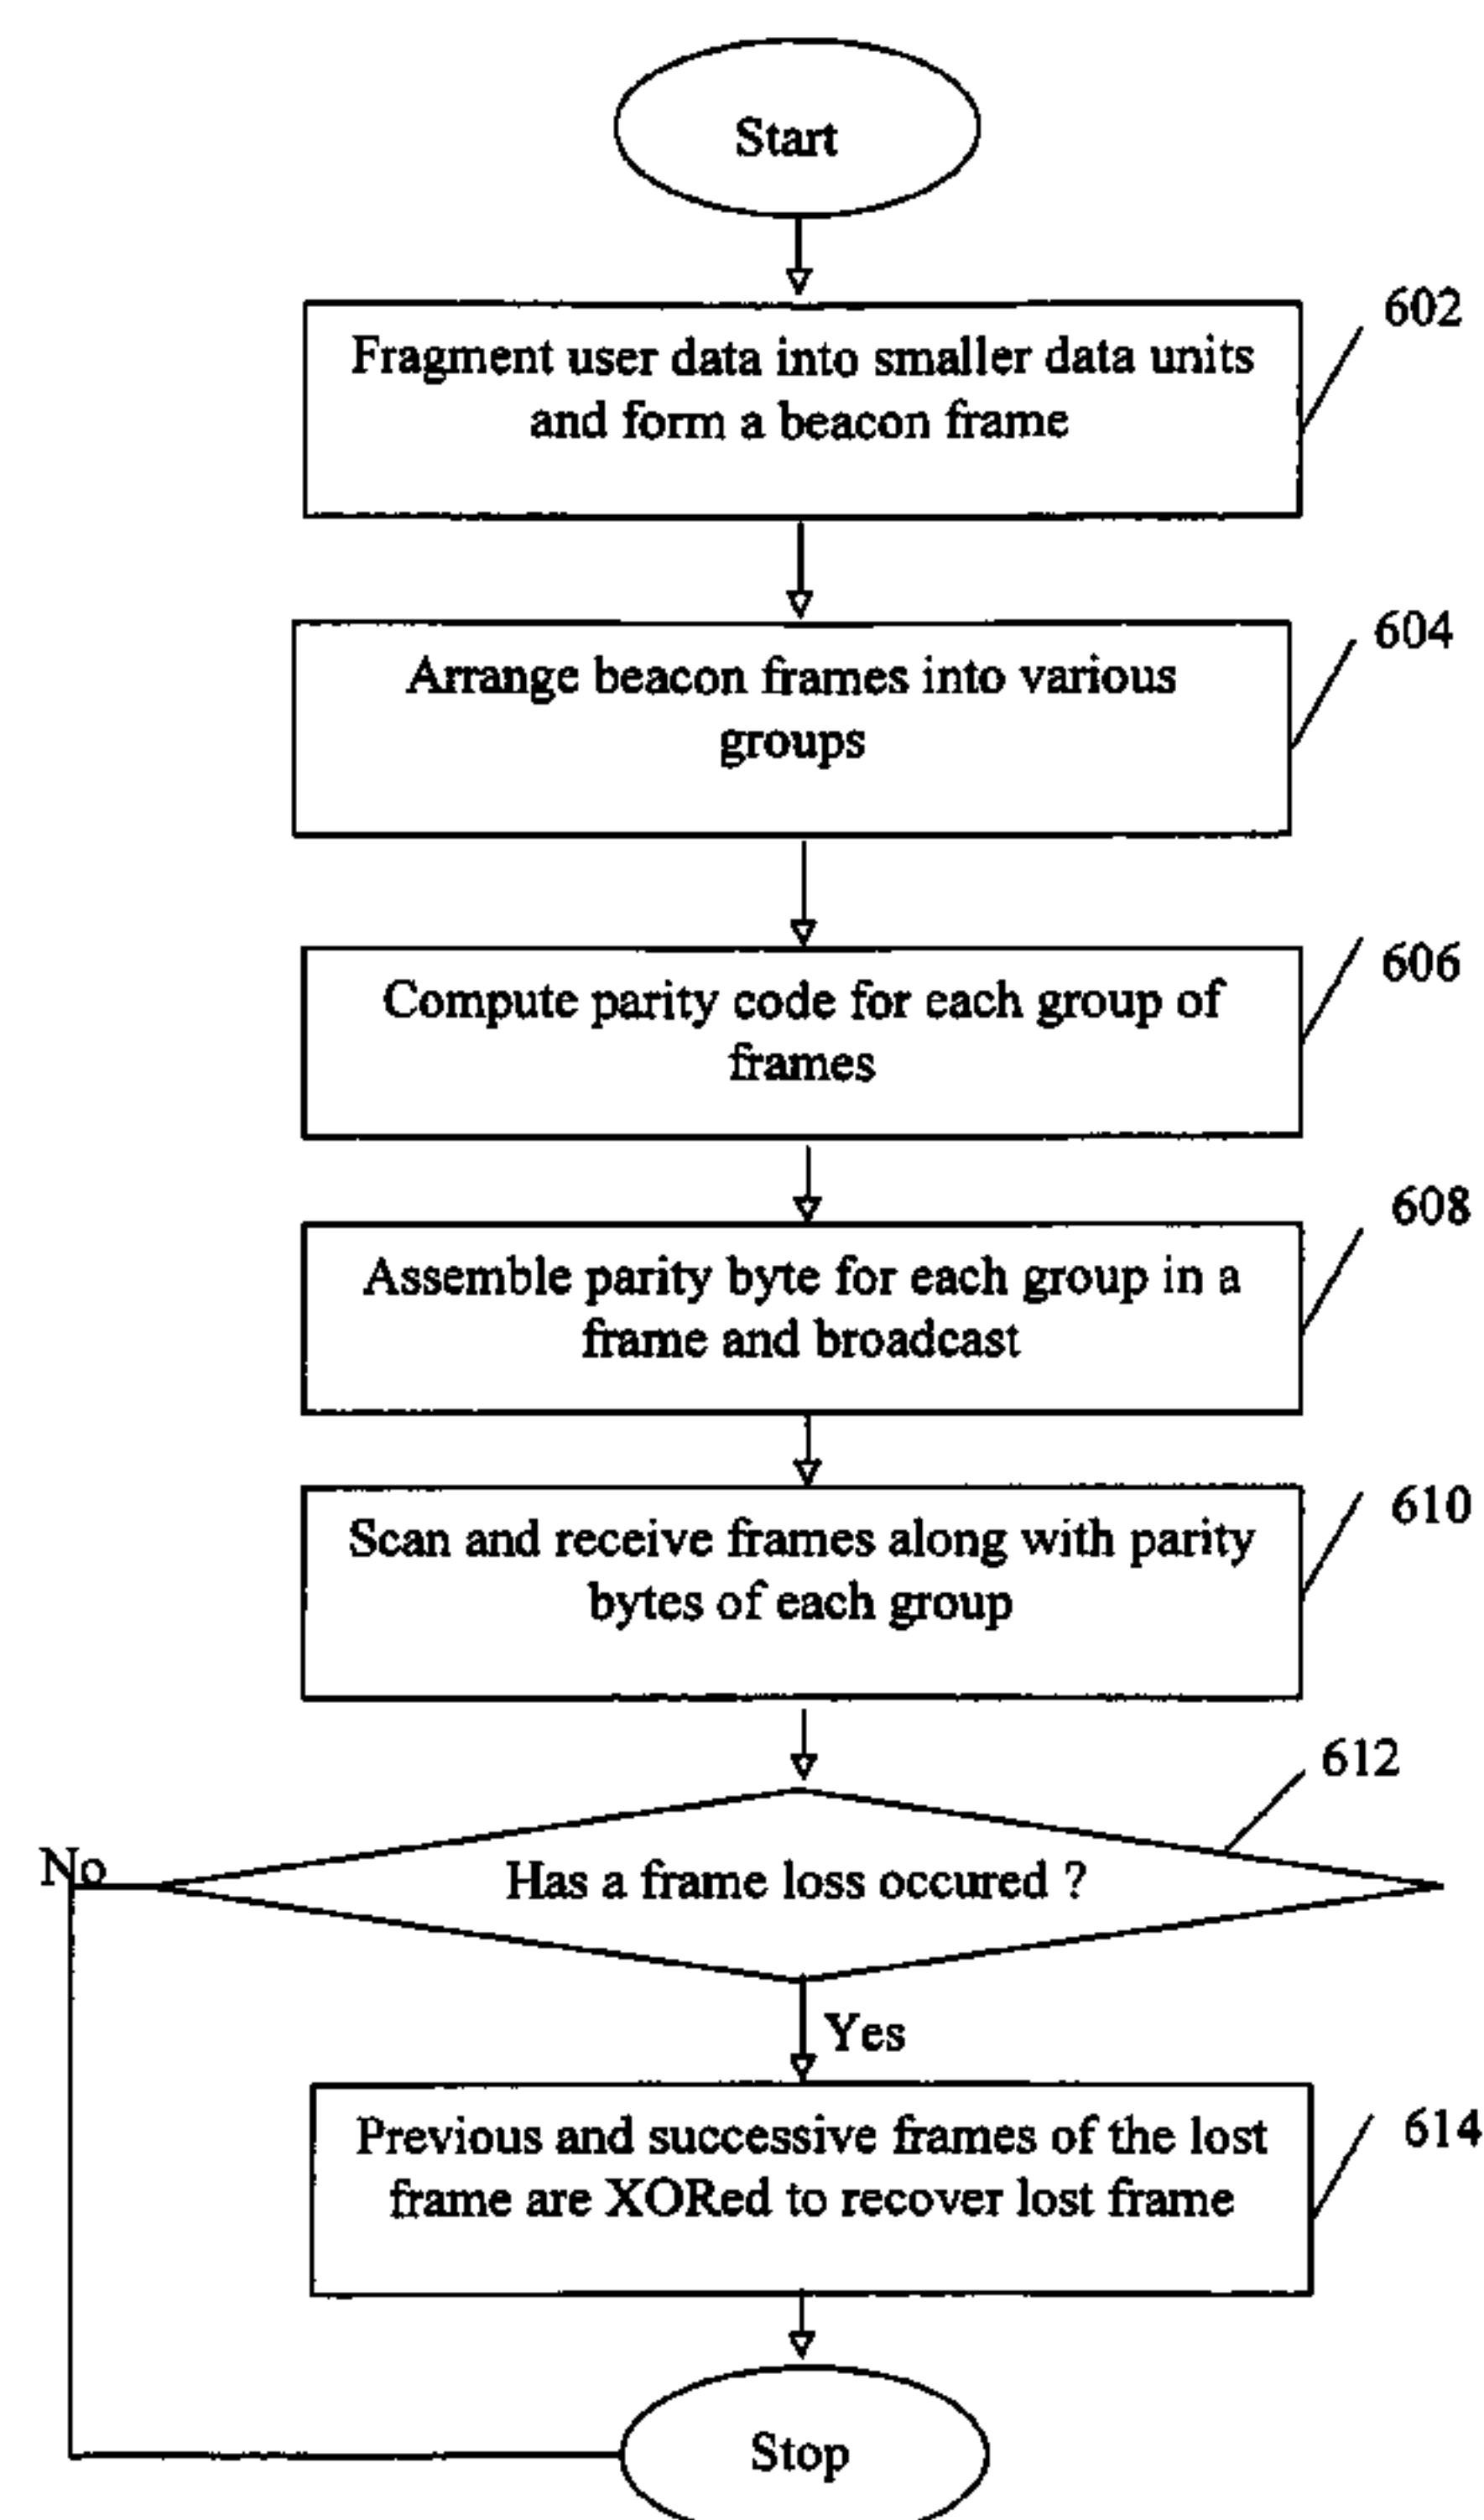 Start
602
Fragment user data into smaller data units
and form a beacon frame
604
Arrange beacon frames into various
groups
606
Compute parity code for each group of
frames
608
Assemble parity byte for each group in a
frame and broadcast
610
Scan and receive frames along with parity
bytes of each group
612
No
Has a frame loss occured ?
Yes
614
Previous and successive frames of the lost
frame are XORed to recover lost frame
Stop